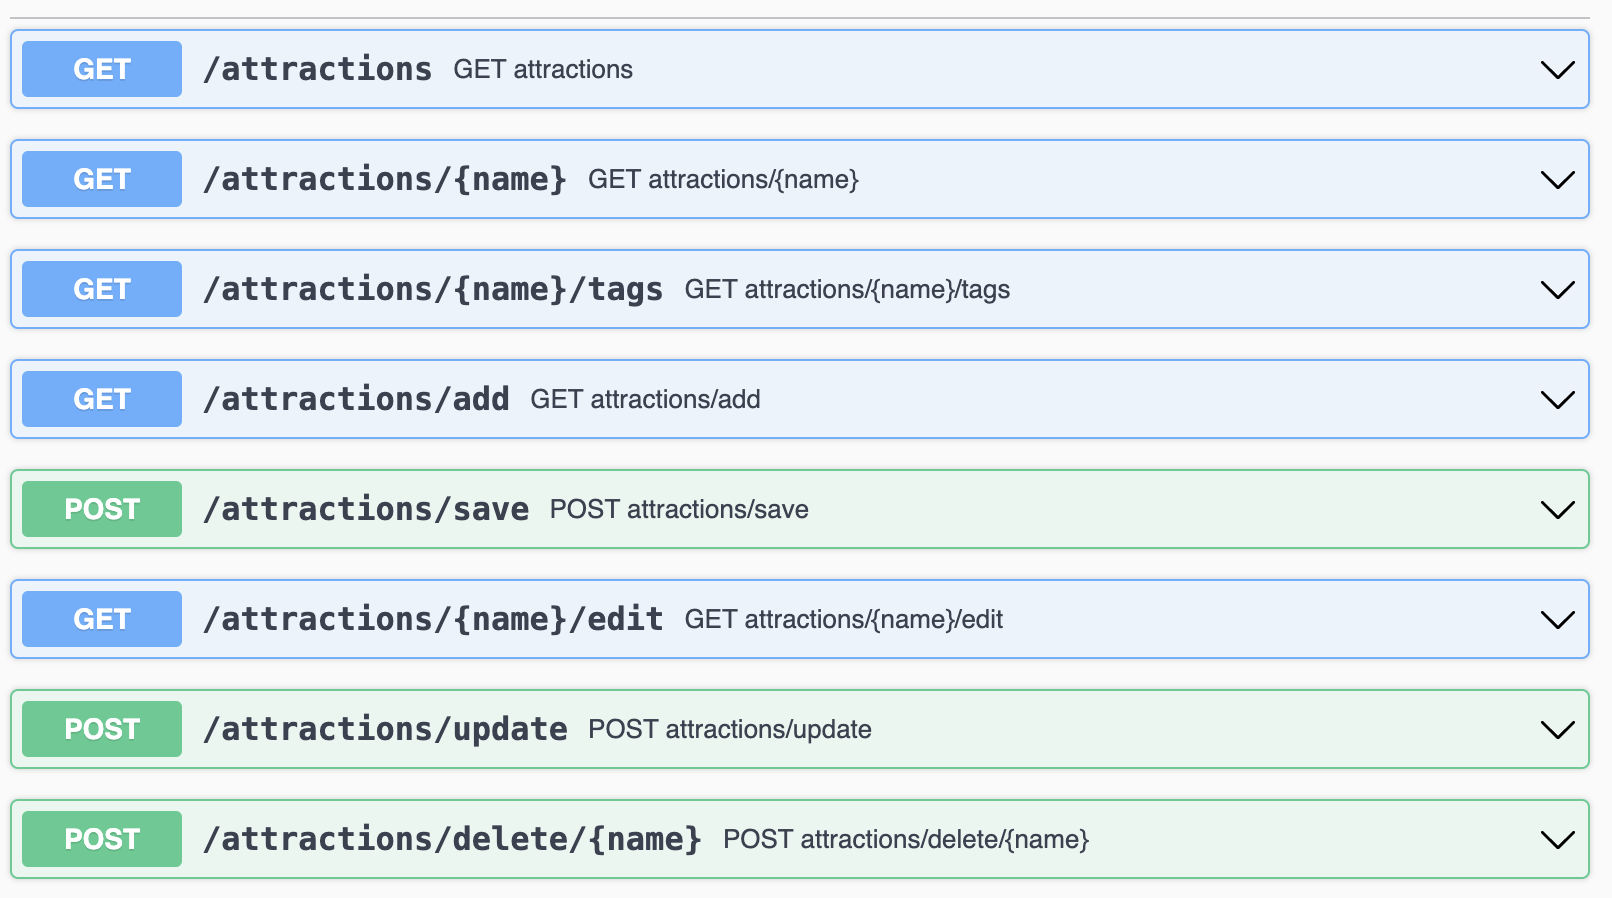 GET /attractions GET attractions
GET /attractions/{name} GET attractions/{name}
GET /attractions/{name}/tags GET attractions/{name}/tags
GET /attractions/add GET attractions/add
POST /attractions/save POST attractions/save
GET /attractions/{name}/edit GET attractions/{name}/edit
POST /attractions/update POST attractions/update
POST /attractions/delete/{name} POST attractions/delete/{name}